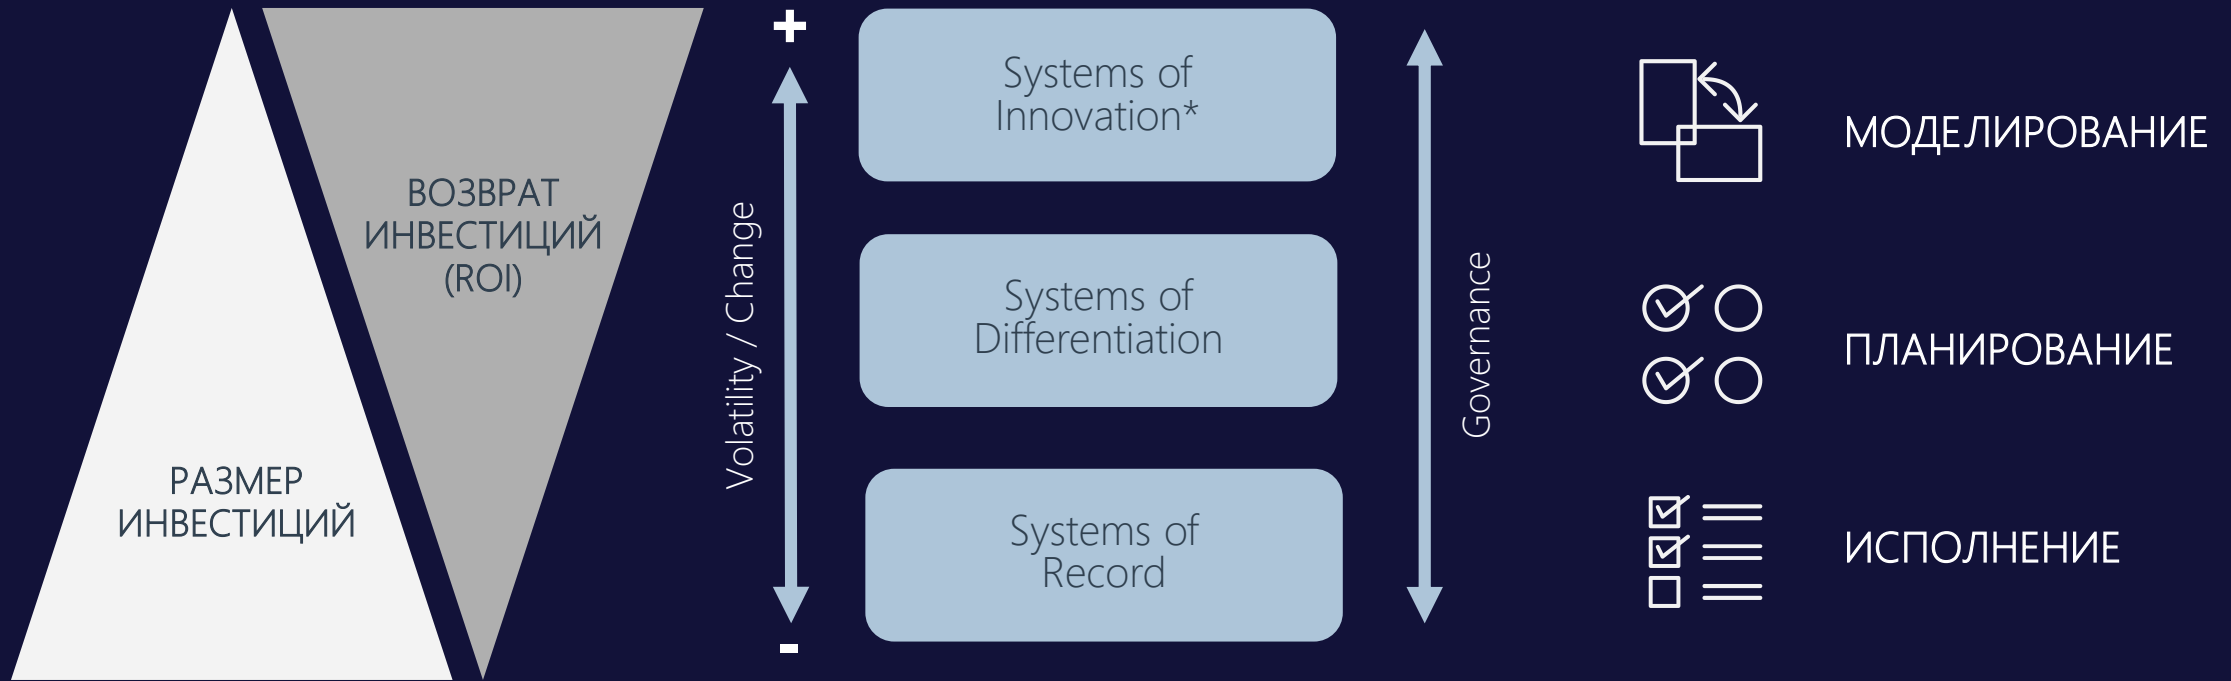 ВОЗВРАТ
ИНВЕСТИЦИЙ
(ROI)
РАЗМЕР
ИНВЕСТИЦИЙ
+
Volatility / Change
-
Systems of
Innovation*
Systems of
Differentiation
Systems of
Record
Governance
МОДЕЛИРОВАНИЕ
ПЛАНИРОВАНИЕ
ИСПОЛНЕНИЕ